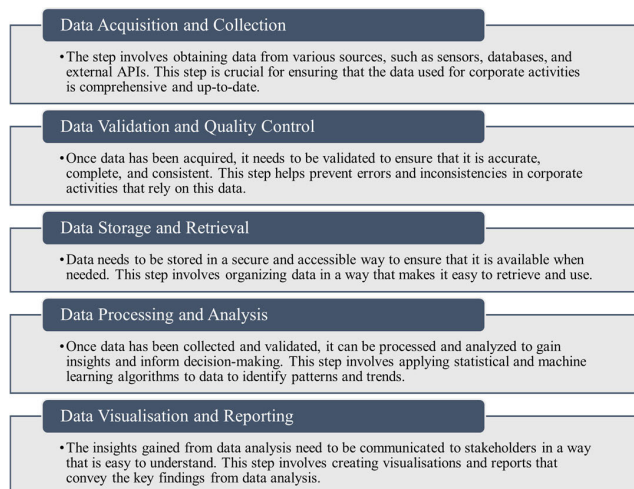 Data Acquisition and Collection
•The step involves obtaining data from various sources, such as sensors, databases, and
external APIs. This step is crucial for ensuring that the data used for corporate activities
is comprehensive and up-to-date.
Data Validation and Quality Control
•Once data has been acquired, it needs to be validated to ensure that it is accurate,
complete, and consistent. This step helps prevent errors and inconsistencies in corporate
activities that rely on this data.
Data Storage and Retrieval
•Data needs to be stored in a secure and accessible way to ensure that it is available when
needed. This step involves organizing data in a way that makes it easy to retrieve and use.
Data Processing and Analysis
•Once data has been collected and validated, it can be processed and analyzed to gain
insights and inform decision-making. This step involves applying statistical and machine
learning algorithms to data to identify patterns and trends.
Data Visualisation and Reporting
•The insights gained from data analysis need to be communicated to stakeholders in a way
that is easy to understand. This step involves creating visualisations and reports that
convey the key findings from data analysis.